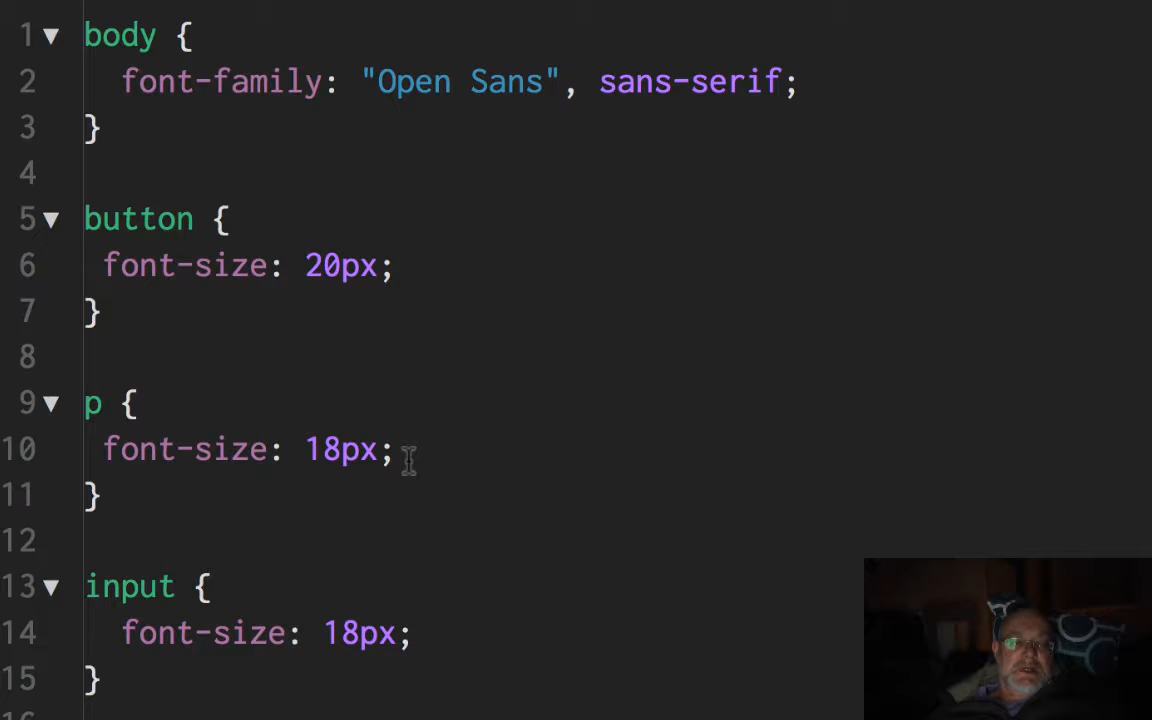 1 ▼ body {
2 font-family: "Open Sans", sans-serif;
3 }
4
5 ▼ button {
6 font-size: 20px;
7 }
8
9 ▼ p {
10 font-size: 18px;
11 }
12
13 ▼ input {
14 font-size: 18px;
15 }
16